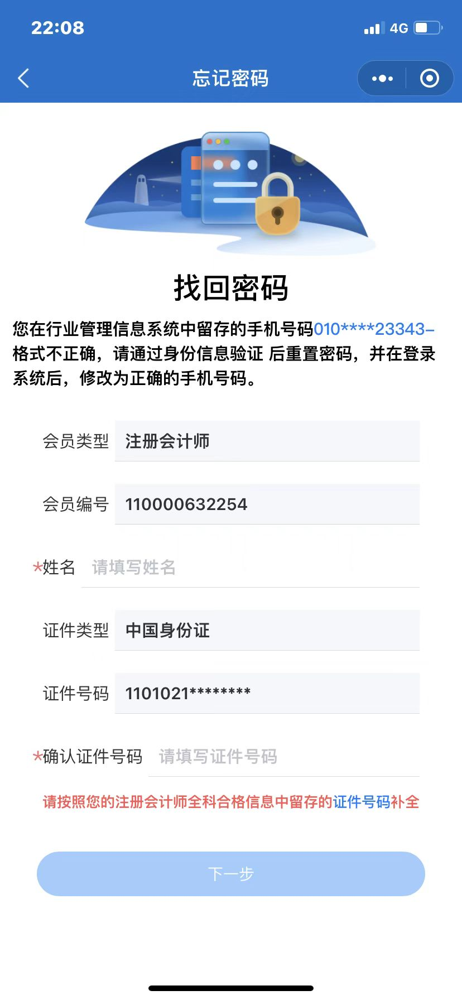 22:08
4G
忘记密码
找回密码
您在行业管理信息系统中留存的手机号码010****23343-
格式不正确，请通过身份信息验证 后重置密码，并在登录
系统后，修改为正确的手机号码。
会员类型 注册会计师
会员编号 110000632254
*姓名 请填写姓名
证件类型 中国身份证
证件号码 1101021********
*确认证件号码 请填写证件号码
请按照您的注册会计师全科合格信息中留存的证件号码补全
下一步